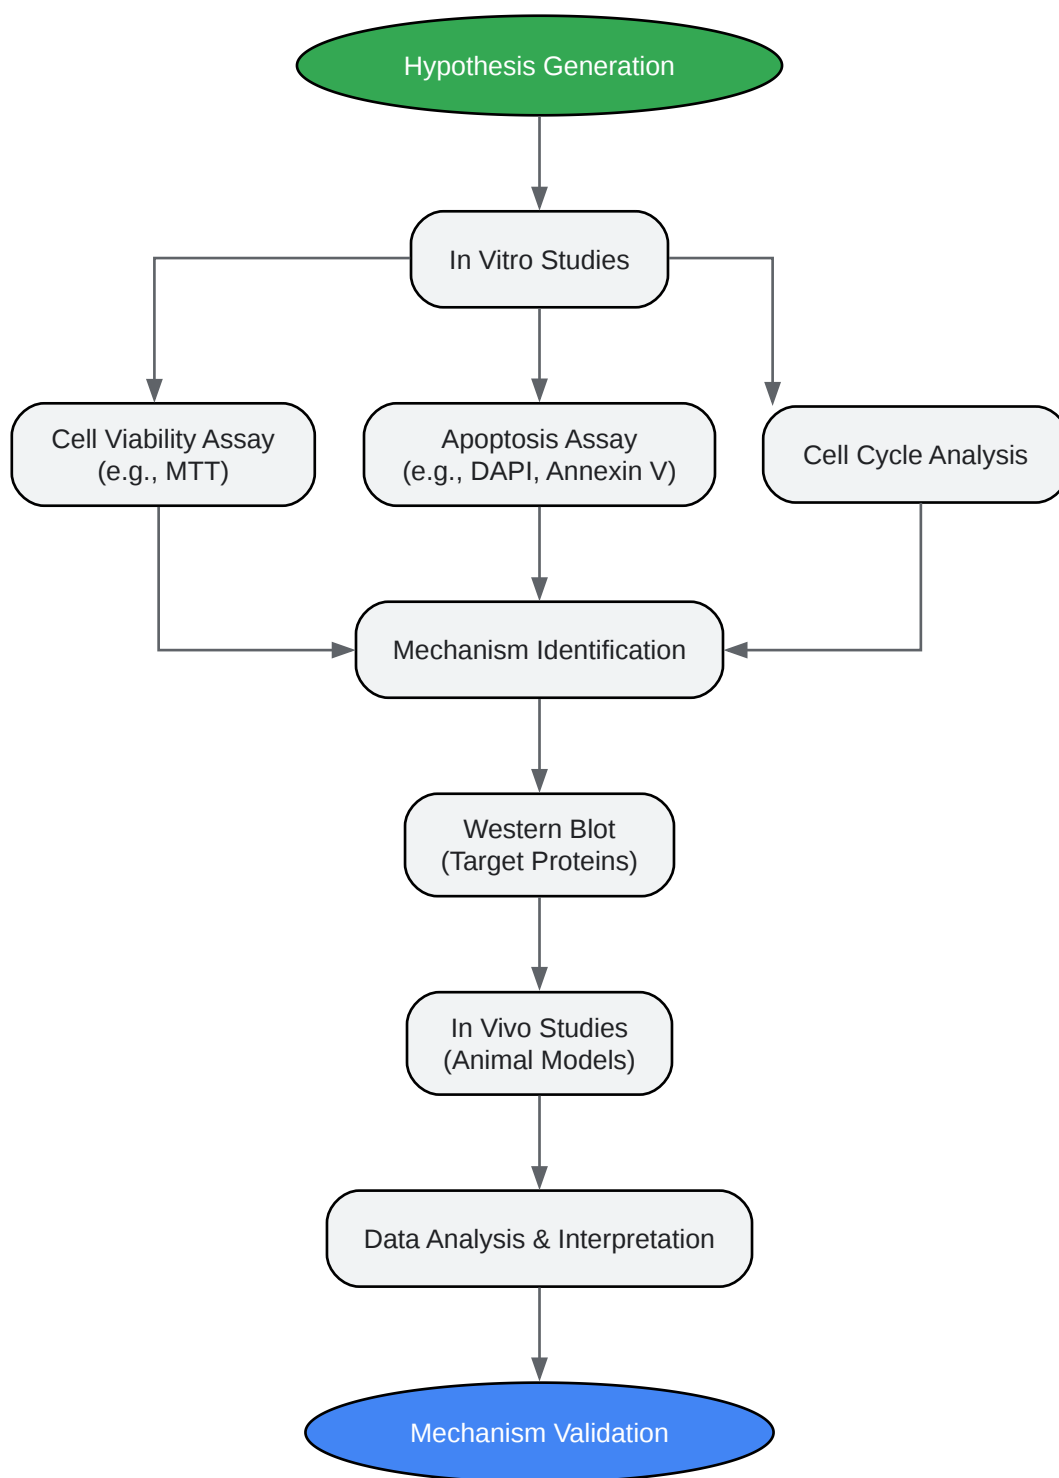 Hypothesis Generation
In Vitro Studies
Cell Viability Assay
(e.g., MTT)
Apoptosis Assay
(e.g., DAPI, Annexin V)
Cell Cycle Analysis
Mechanism Identification
Western Blot
(Target Proteins)
In Vivo Studies
(Animal Models)
Data Analysis & Interpretation
Mechanism Validation